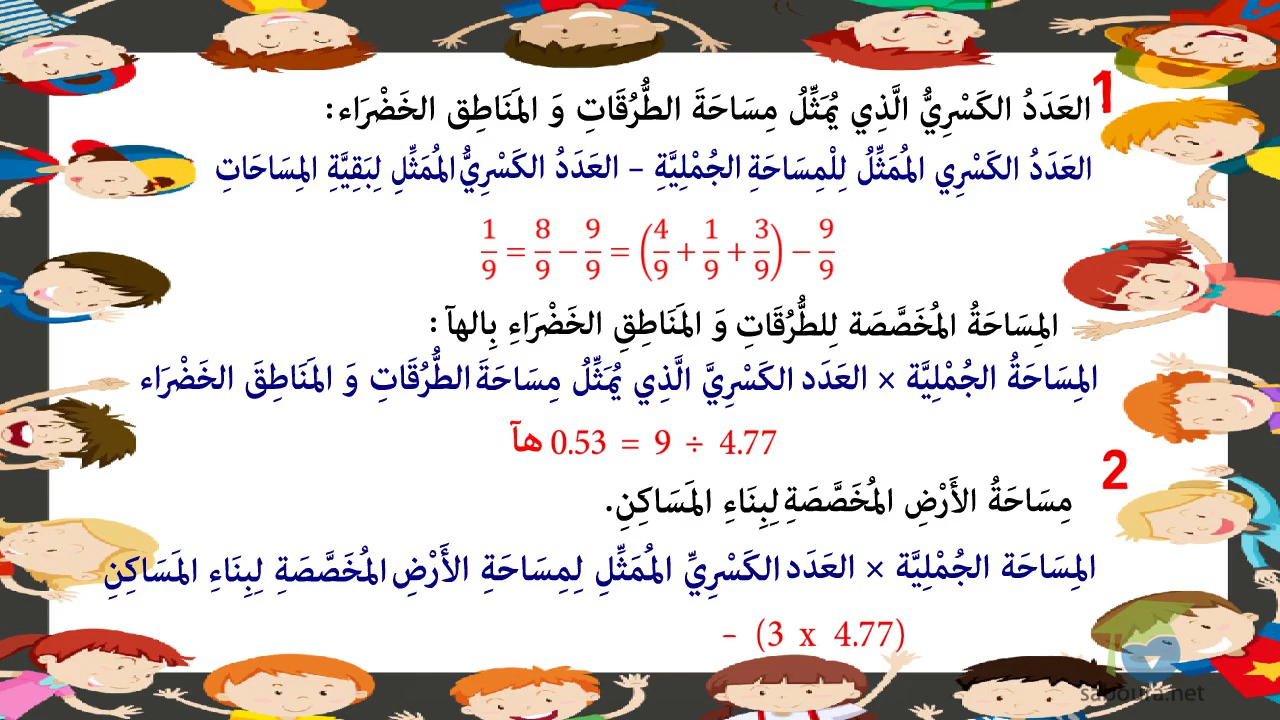 1 العَدَدُ الكَسْرِيُّ الَّذِي يُمَثِّلُ مِسَاحَةَ الطُّرُقَاتِ وَ المَنَاطِق الخَضْرَاء:
العَدَدُ الكَسْرِي المُمَثِّلُ لِلْمِسَاحَةِ الجُمْلِيَّةِ – العَدَدُ الكَسْرِيُّ المُمَثِّلِ لِبَقِيَّةِ المِسَاحَاتِ
9/9 – (3/9 + 1/9 + 4/9) = 9/9 – 8/9 = 1/9
المِسَاحَةُ المُخَصَّصَة لِلطُّرُقَاتِ وَ المَنَاطِقِ الخَضْرَاءِ بِالهآ :
المِسَاحَةُ الجُمْلِيَّة × العَدَد الكَسْرِيَّ الَّذِي يُمَثِّلُ مِسَاحَةَ الطُّرُقَاتِ وَ المَنَاطِقَ الخَضْرَاء
4.77 ÷ 9 = 0.53 هآ
2 مِسَاحَةُ الأَرْضِ المُخَصَّصَةِ لِبِنَاءِ المَسَاكِنِ.
المِسَاحَة الجُمْلِيَّة × العَدَد الكَسْرِيِّ المُمَثِّلِ لِمِسَاحَةِ الأَرْضِ المُخَصَّصَةِ لِبِنَاءِ المَسَاكِنِ
(4.77 x 3) –
saboura.net